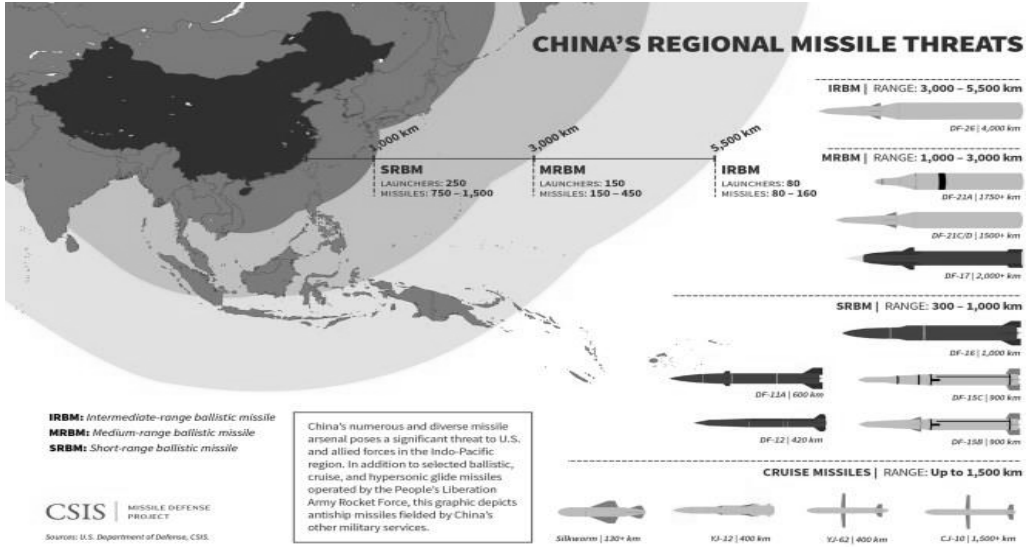 CHINA'S REGIONAL MISSILE THREATS
IRBM | RANGE: 3,000 – 5,500 km
DF-26 | 4,000 km
MRBM | RANGE: 1,000 – 3,000 km
DF-21A | 1750+ km
DF-21C/D | 1500+ km
DF-17 | 2,000+ km
SRBM | RANGE: 300 – 1,000 km
DF-16 | 1,000 km
DF-11A | 600 km
DF-15C | 900 km
DF-12 | 420 km
DF-15B | 900 km
CRUISE MISSILES | RANGE: Up to 1,500 km
Silkworm | 130+ km
YJ-12 | 400 km
YJ-62 | 400 km
CJ-10 | 1,500+ km
1,000 km
3,000 km
5,500 km
SRBM
LAUNCHERS: 250
MISSILES: 750 – 1,500
MRBM
LAUNCHERS: 150
MISSILES: 150 – 450
IRBM
LAUNCHERS: 80
MISSILES: 80 – 160
IRBM: Intermediate-range ballistic missile
MRBM: Medium-range ballistic missile
SRBM: Short-range ballistic missile
China's numerous and diverse missile
arsenal poses a significant threat to U.S.
and allied forces in the Indo-Pacific
region. In addition to selected ballistic,
cruise, and hypersonic glide missiles
operated by the People's Liberation
Army Rocket Force, this graphic depicts
antiship missiles fielded by China's
other military services.
CSIS | MISSILE DEFENSE
PROJECT
Sources: U.S. Department of Defense, CSIS.